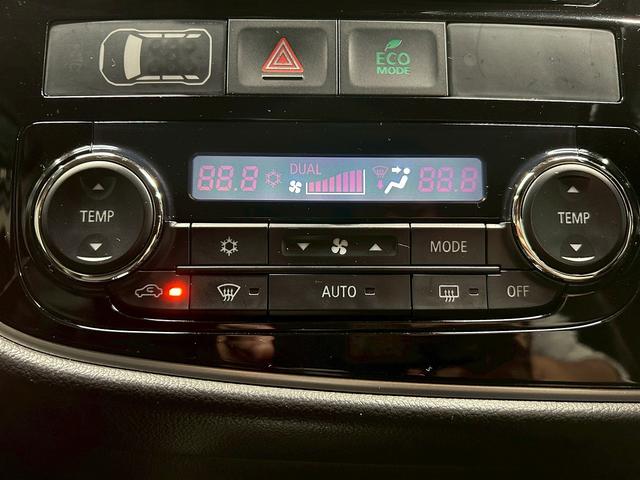 ECO
MODE
DUAL
88.8 88.8
TEMP TEMP
MODE
AUTO OFF